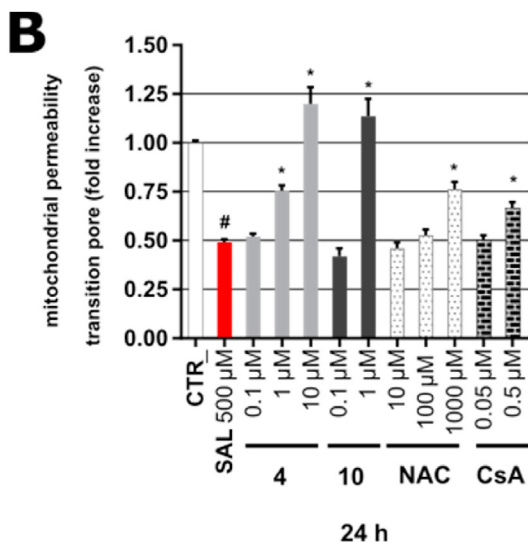 B
mitochondrial permeability
transition pore (fold increase)
1.50
1.25
1.00
0.75
0.50
0.25
0.00
#
*
*
*
*
*
CTR_
SAL 500 µM
0.1 µM
1 µM
10 µM
0.1 µM
1 µM
10 µM
100 µM
1000 µM
0.05 µM
0.5 µM
4
10
NAC
CsA
24 h